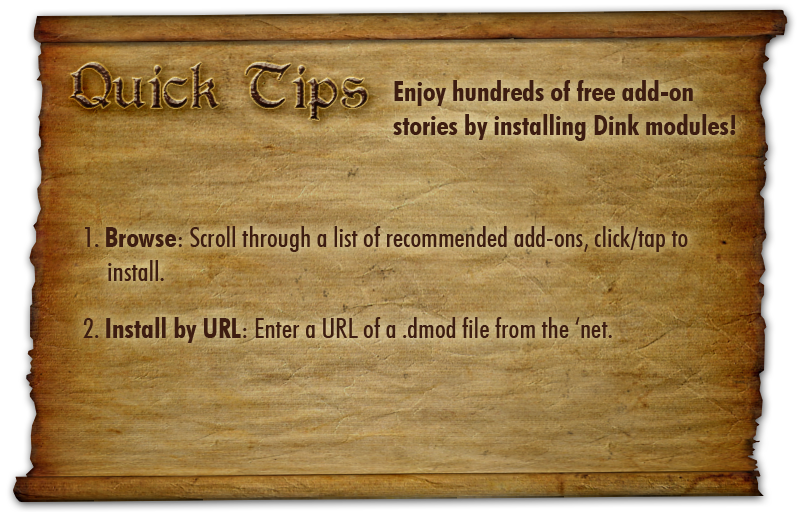 Quick Tips
Enjoy hundreds of free add-on
stories by installing Dink modules!
1. Browse: Scroll through a list of recommended add-ons, click/tap to
install.
2. Install by URL: Enter a URL of a .dmod file from the ‘net.